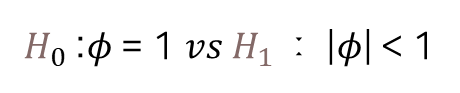 H₀ :ϕ = 1 vs H₁ : |ϕ| < 1